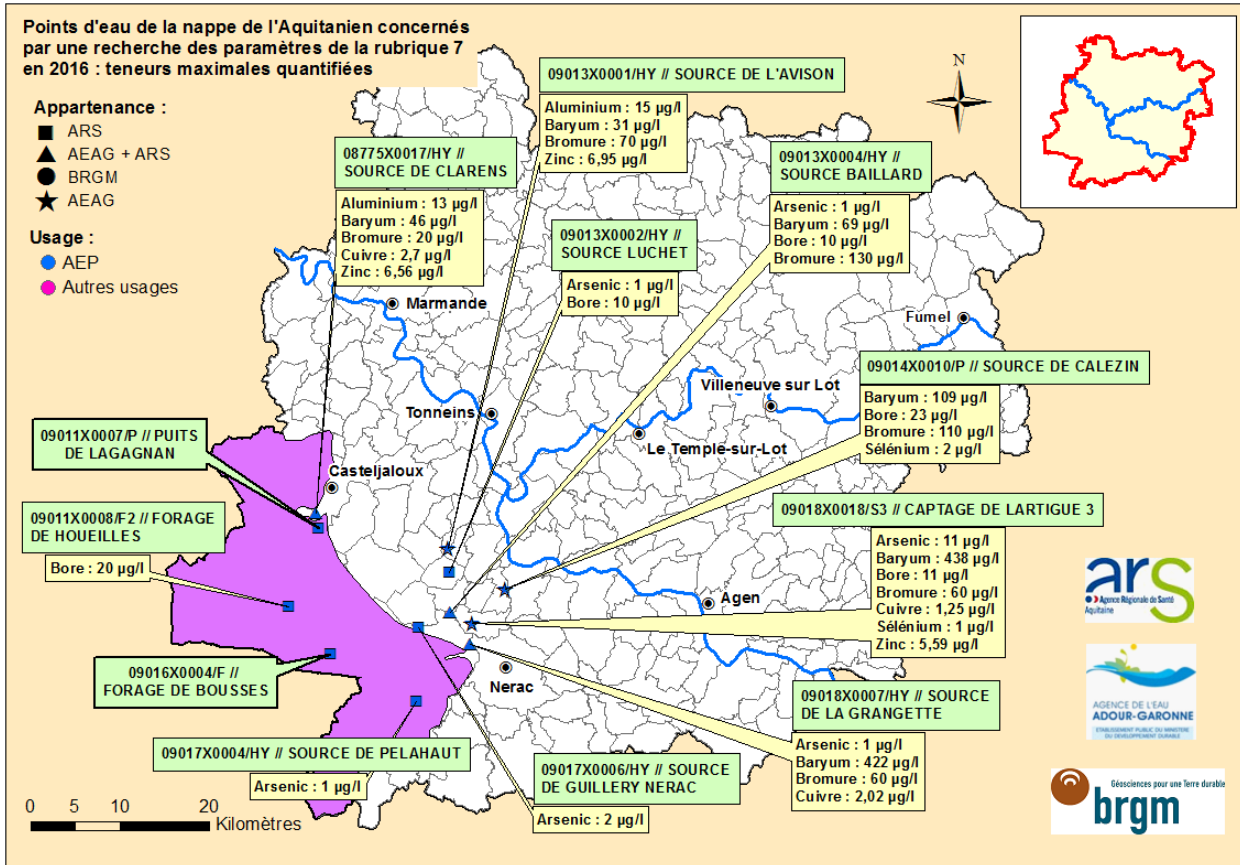 Points d'eau de la nappe de l'Aquitanien concernés
par une recherche des paramètres de la rubrique 7
en 2016 : teneurs maximales quantifiées
Appartenance :
ARS
AEAG + ARS
BRGM
AEAG
Usage :
AEP
Autres usages
N
09013X0001/HY // SOURCE DE L'AVISON
Aluminium : 15 µg/l
Baryum : 31 µg/l
Bromure : 70 µg/l
Zinc : 6,95 µg/l
08775X0017/HY //
SOURCE DE CLARENS
Aluminium : 13 µg/l
Baryum : 46 µg/l
Bromure : 20 µg/l
Cuivre : 2,7 µg/l
Zinc : 6,56 µg/l
09013X0004/HY //
SOURCE BAILLARD
Arsenic : 1 µg/l
Baryum : 69 µg/l
Bore : 10 µg/l
Bromure : 130 µg/l
09013X0002/HY //
SOURCE LUCHET
Arsenic : 1 µg/l
Bore : 10 µg/l
Marmande
Fumel
09014X0010/P // SOURCE DE CALEZIN
Baryum : 109 µg/l
Bore : 23 µg/l
Bromure : 110 µg/l
Sélénium : 2 µg/l
Villeneuve sur Lot
Tonneins
Le Temple-sur-Lot
09011X0007/P // PUITS
DE LAGAGNAN
Casteljaloux
09011X0008/F2 // FORAGE
DE HOUEILLES
Bore : 20 µg/l
09018X0018/S3 // CAPTAGE DE LARTIGUE 3
Arsenic : 11 µg/l
Baryum : 438 µg/l
Bore : 11 µg/l
Bromure : 60 µg/l
Cuivre : 1,25 µg/l
Sélénium : 1 µg/l
Zinc : 5,59 µg/l
Agen
09016X0004/F //
FORAGE DE BOUSSES
Nerac
09018X0007/HY // SOURCE
DE LA GRANGETTE
Arsenic : 1 µg/l
Baryum : 422 µg/l
Bromure : 60 µg/l
Cuivre : 2,02 µg/l
09017X0004/HY // SOURCE DE PELAHAUT
Arsenic : 1 µg/l
09017X0006/HY // SOURCE
DE GUILLERY NERAC
Arsenic : 2 µg/l
0 10 20
Kilomètres
ars
Agence Régionale de Santé
Aquitaine
AGENCE DE L'EAU
ADOUR-GARONNE
ETABLISSEMENT PUBLIC DU MINISTERE
DU DEVELOPPEMENT DURABLE
Géosciences pour une Terre durable
brgm